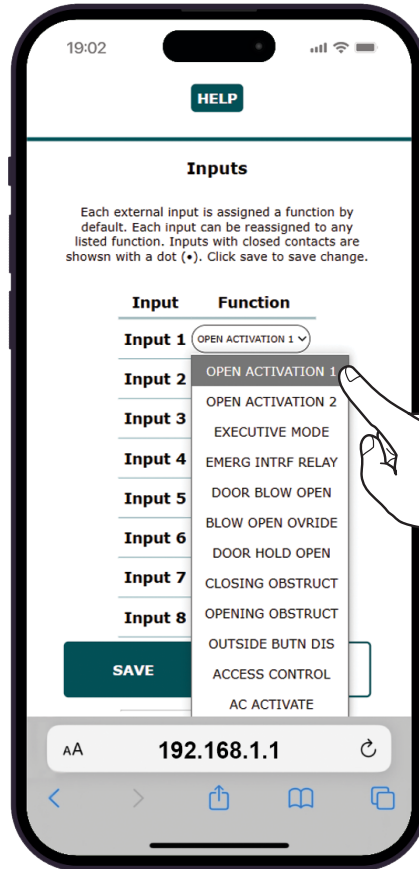 19:02
HELP
Inputs
Each external input is assigned a function by
default. Each input can be reassigned to any
listed function. Inputs with closed contacts are
showsn with a dot (•). Click save to save change.
Input Function
Input 1 OPEN ACTIVATION 1
OPEN ACTIVATION 1
Input 2
OPEN ACTIVATION 2
Input 3 EXECUTIVE MODE
Input 4 EMERG INTRF RELAY
Input 5 DOOR BLOW OPEN
BLOW OPEN OVRIDE
Input 6
DOOR HOLD OPEN
Input 7 CLOSING OBSTRUCT
Input 8 OPENING OBSTRUCT
OUTSIDE BUTN DIS
SAVE ACCESS CONTROL
AC ACTIVATE
AA 192.168.1.1